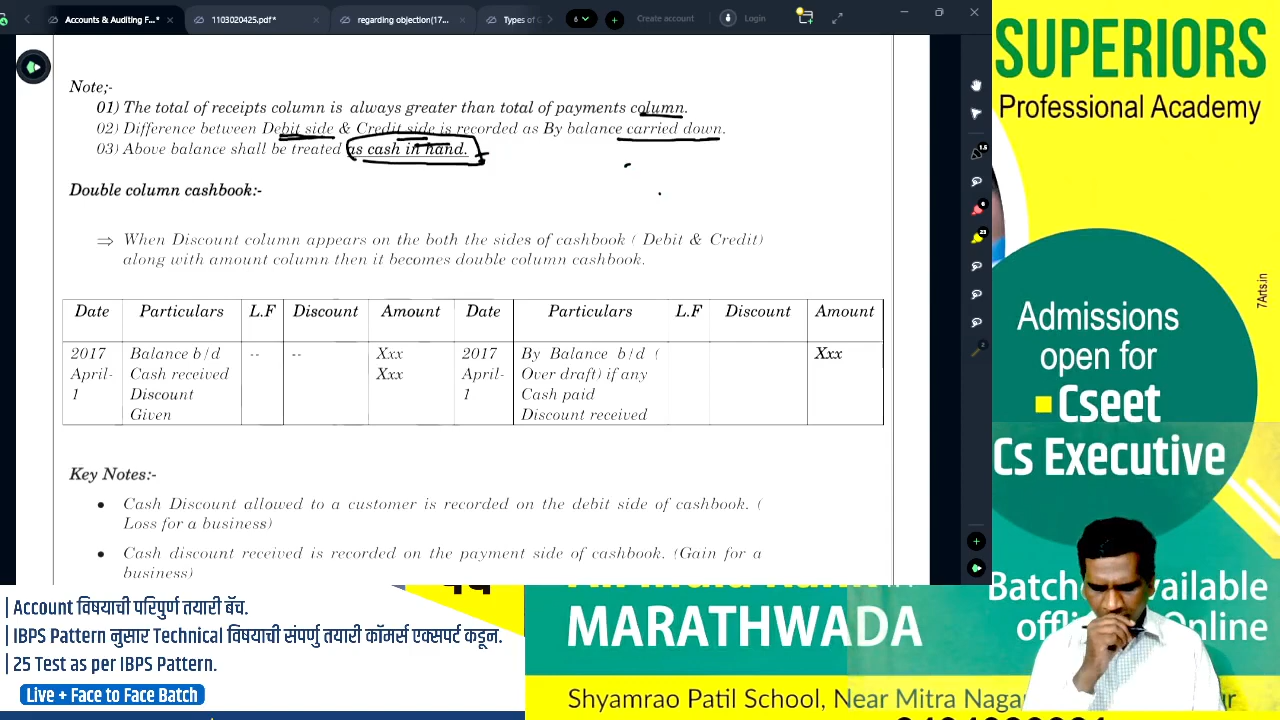 Accounts & Auditing F...*
1103020425.pdf*
regarding objection(17...
Types of
6
Create account
Login
Note;-
01) The total of receipts column is always greater than total of payments column.
02) Difference between Debit side & Credit side is recorded as By balance carried down.
03) Above balance shall be treated as cash in hand.
Double column cashbook:-
⇒ When Discount column appears on the both the sides of cashbook ( Debit & Credit)
along with amount column then it becomes double column cashbook.
Date Particulars L.F Discount Amount Date Particulars L.F Discount Amount
2017 Balance b/d -- -- Xxx 2017 By Balance b/d ( Xxx
April- Cash received Xxx April- Over draft) if any
1 Discount 1 Cash paid
Given Discount received
Key Notes:-
• Cash Discount allowed to a customer is recorded on the debit side of cashbook. (
Loss for a business)
• Cash discount received is recorded on the payment side of cashbook. (Gain for a
business)
1.5
6
23
2
SUPERIORS
Professional Academy
7Arts.in
Admissions
open for
Cseet
Cs Executive
| Account विषयाची परिपुर्ण तयारी बॅच.
| IBPS Pattern नुसार Technical विषयाची संपर्णु तयारी कॉमर्स एक्सपर्ट कडून.
| 25 Test as per IBPS Pattern.
Live + Face to Face Batch
MARATHWADA
Shyamrao Patil School, Near Mitra